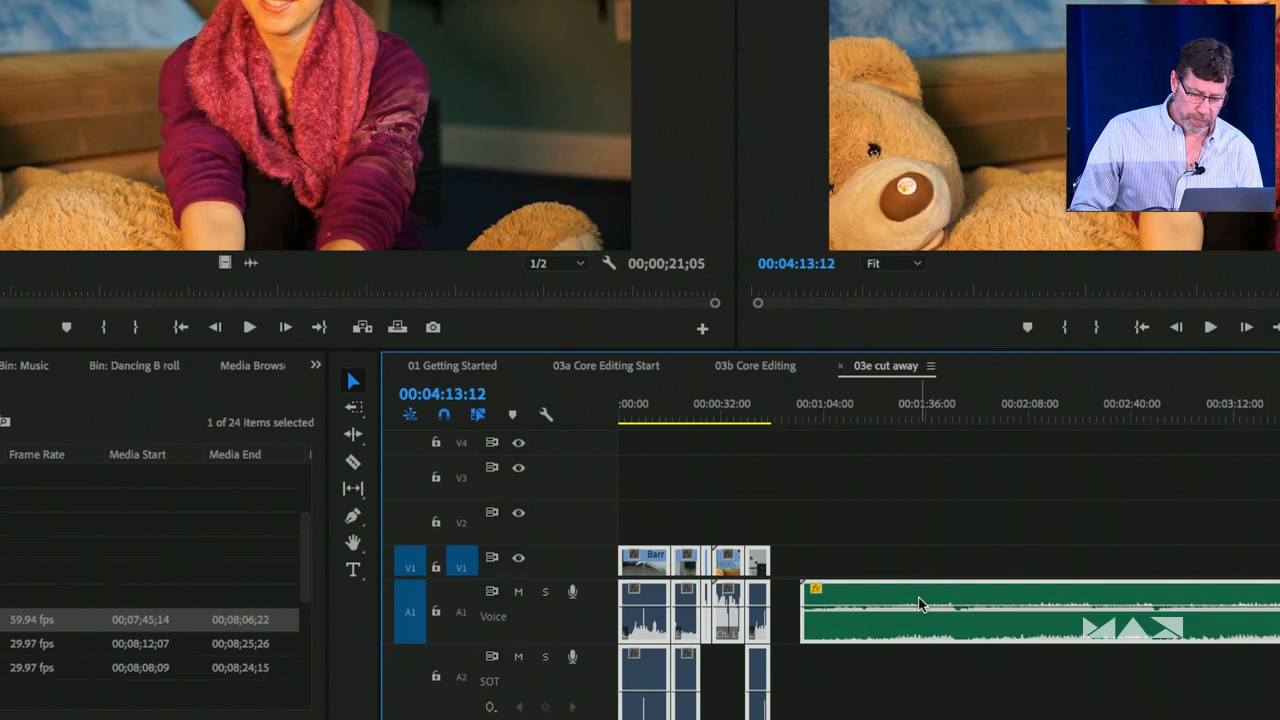 1/2
00;00;21;05
00:04:13:12
Fit
Bin: Music
Bin: Dancing B roll
Media Brows
01 Getting Started
03a Core Editing Start
03b Core Editing
× 03e cut away
00:04:13:12
:00:00
00:00:32:00
00:01:04:00
00:01:36:00
00:02:08:00
00:02:40:00
00:03:12:00
1 of 24 items selected
Frame Rate
Media Start
Media End
V4
V3
V2
V1
V1
Barr
A1
A1
M
S
Voice
Ch. 1
59.94 fps
00;07;45;14
00;08;06;22
29.97 fps
00;08;12;07
00;08;25;26
29.97 fps
00;08;08;09
00;08;24;15
A2
M
S
SOT
T
fx
MAX